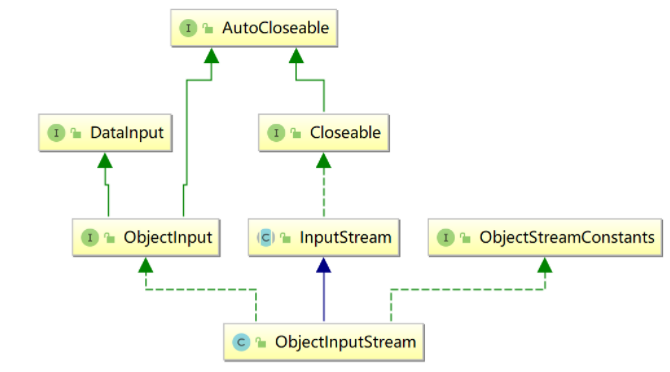 I AutoCloseable
I DataInput
I Closeable
I ObjectInput
C InputStream
I ObjectStreamConstants
C ObjectInputStream